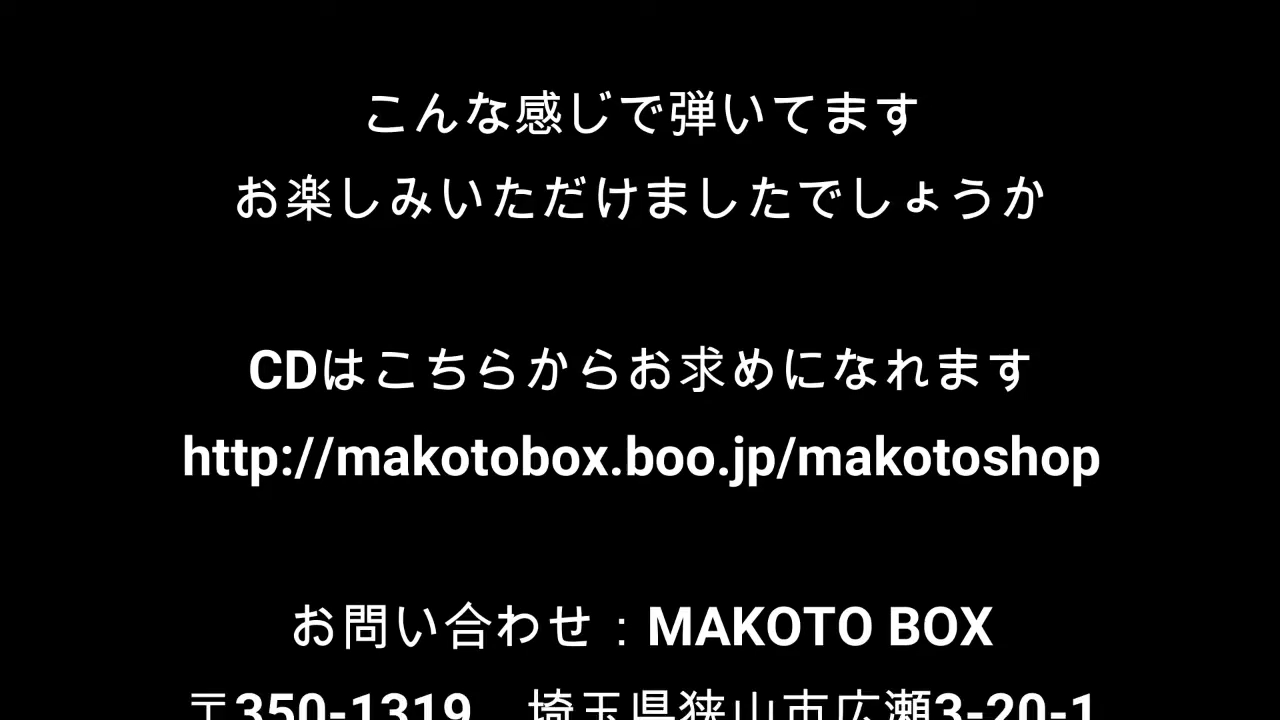 こんな感じで弾いてます
お楽しみいただけましたでしょうか
CDはこちらからお求めになれます
http://makotobox.boo.jp/makotoshop
お問い合わせ：MAKOTO BOX
〒350-1319　埼玉県狭山市広瀬3-20-1